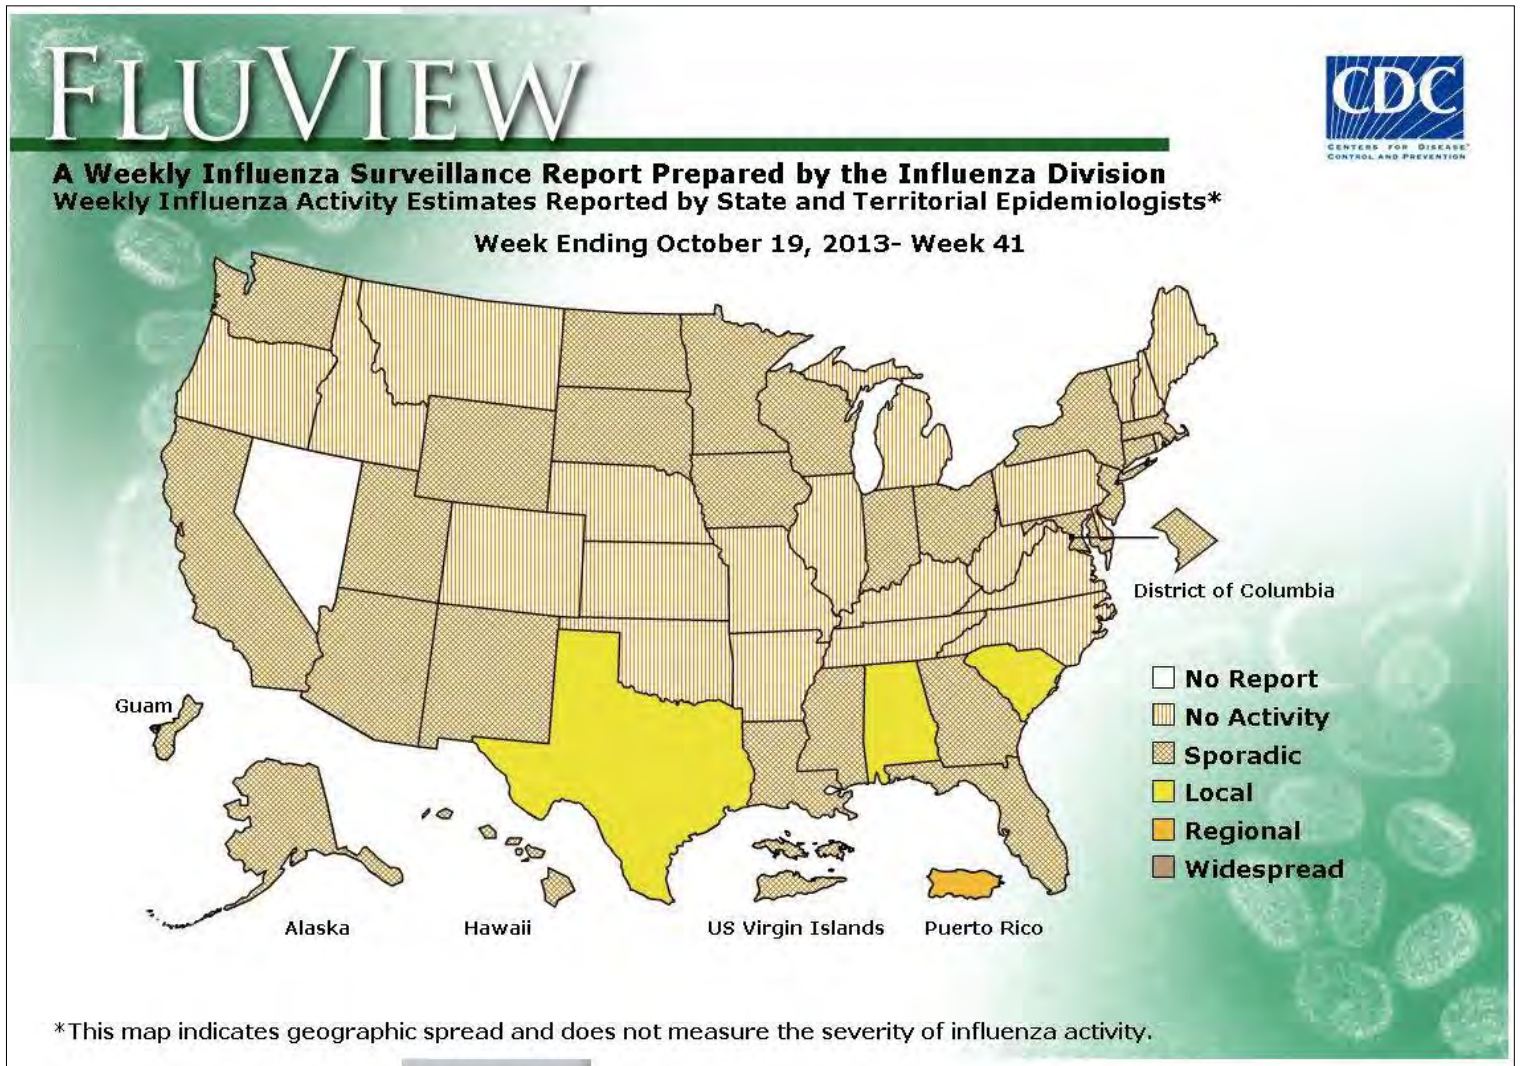 FLUVIEW
CDC
CENTERS FOR DISEASE
CONTROL AND PREVENTION
A Weekly Influenza Surveillance Report Prepared by the Influenza Division
Weekly Influenza Activity Estimates Reported by State and Territorial Epidemiologists*
Week Ending October 19, 2013- Week 41
District of Columbia
No Report
No Activity
Sporadic
Local
Regional
Widespread
Guam
Alaska
Hawaii
US Virgin Islands
Puerto Rico
*This map indicates geographic spread and does not measure the severity of influenza activity.